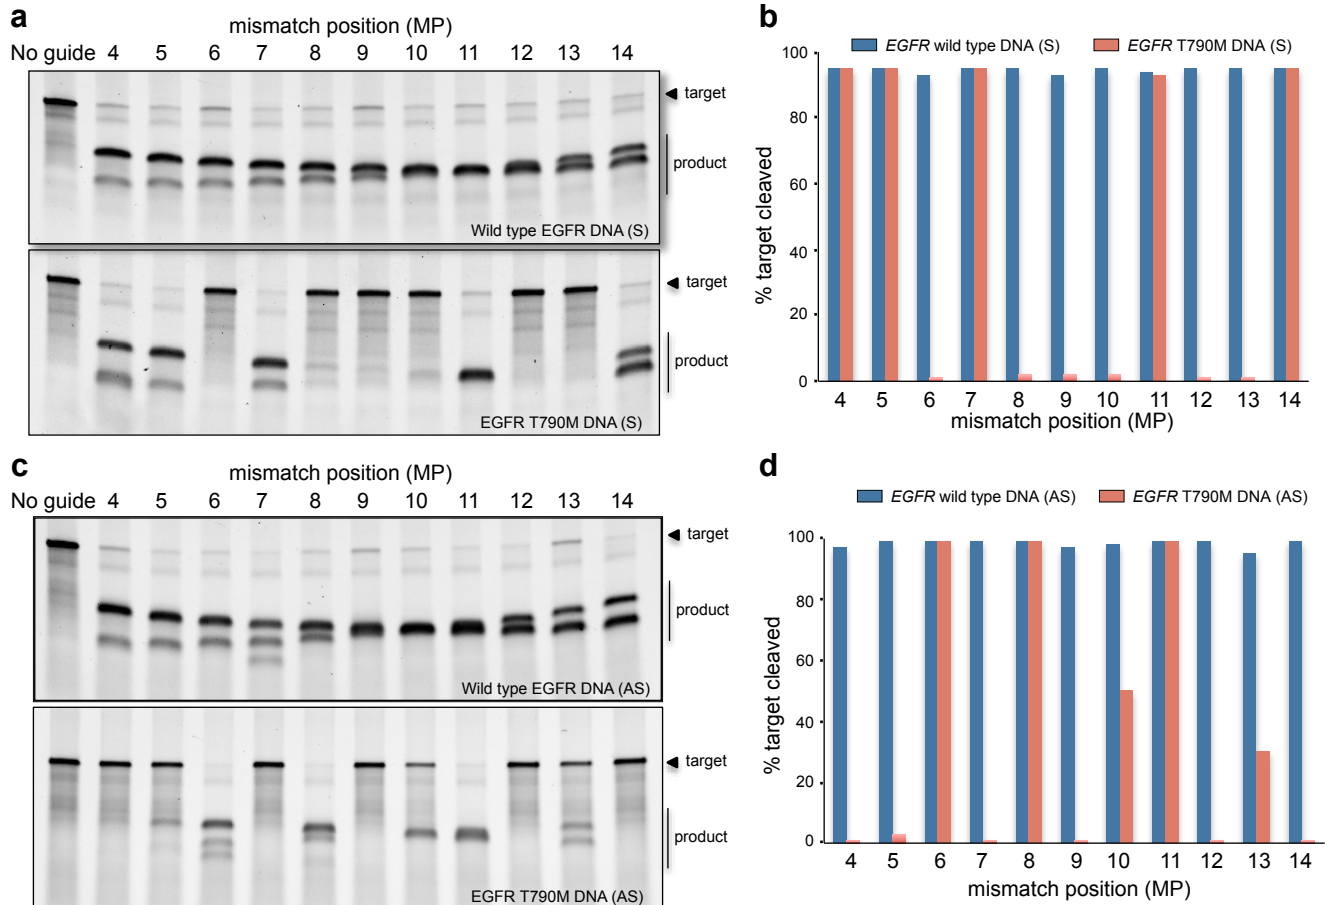 a
mismatch position (MP)
No guide 4 5 6 7 8 9 10 11 12 13 14
target
product
Wild type EGFR DNA (S)
target
product
EGFR T790M DNA (S)
b
EGFR wild type DNA (S) EGFR T790M DNA (S)
% target cleaved
100
80
60
40
20
0
4 5 6 7 8 9 10 11 12 13 14
mismatch position (MP)
c
mismatch position (MP)
No guide 4 5 6 7 8 9 10 11 12 13 14
target
product
Wild type EGFR DNA (AS)
target
product
EGFR T790M DNA (AS)
d
EGFR wild type DNA (AS) EGFR T790M DNA (AS)
% target cleaved
100
80
60
40
20
0
4 5 6 7 8 9 10 11 12 13 14
mismatch position (MP)